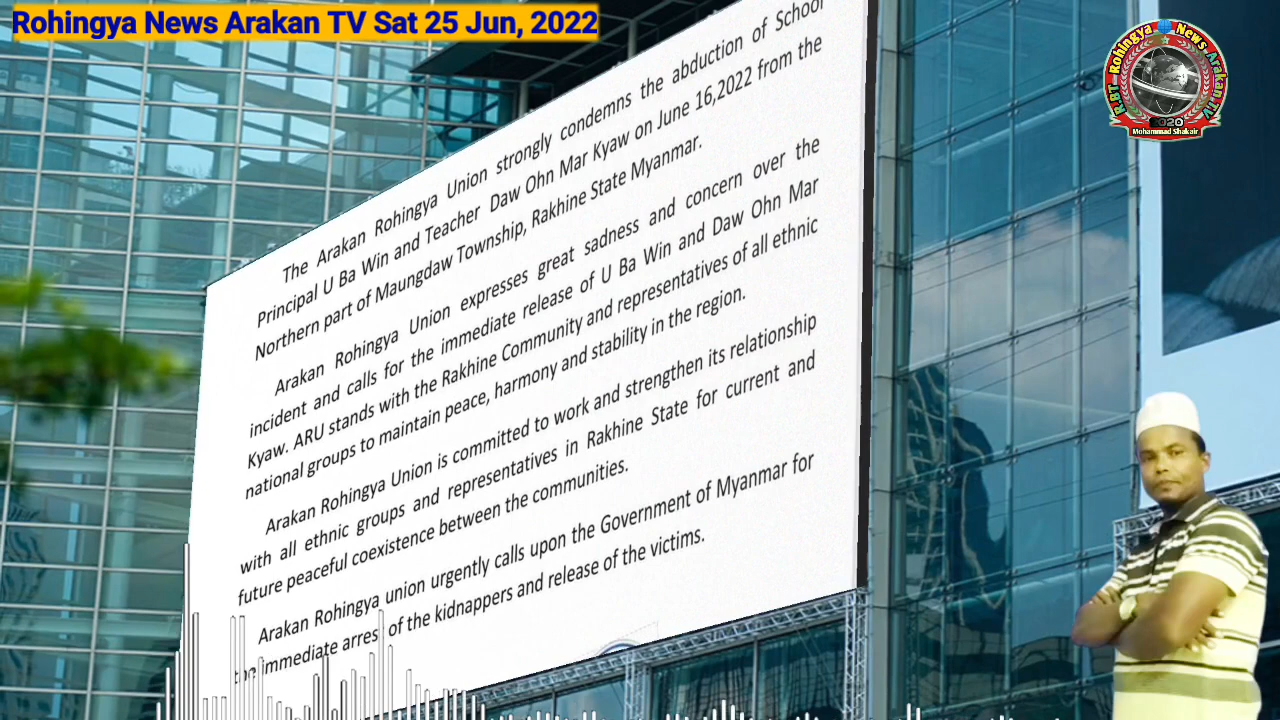 Rohingya News Arakan TV Sat 25 Jun, 2022
The Arakan Rohingya Union strongly condemns the abduction of School
Principal U Ba Win and Teacher Daw Ohn Mar Kyaw on June 16,2022 from the
Northern part of Maungdaw Township, Rakhine State Myanmar.
Arakan Rohingya Union expresses great sadness and concern over the
incident and calls for the immediate release of U Ba Win and Daw Ohn Mar
Kyaw. ARU stands with the Rakhine Community and representatives of all ethnic
national groups to maintain peace, harmony and stability in the region.
Arakan Rohingya Union is committed to work and strengthen its relationship
with all ethnic groups and representatives in Rakhine State for current and
future peaceful coexistence between the communities.
Arakan Rohingya union urgently calls upon the Government of Myanmar for
the immediate arrest of the kidnappers and release of the victims.
RBT Rohingya News Arakan TV
2020
Mohammad Shakair